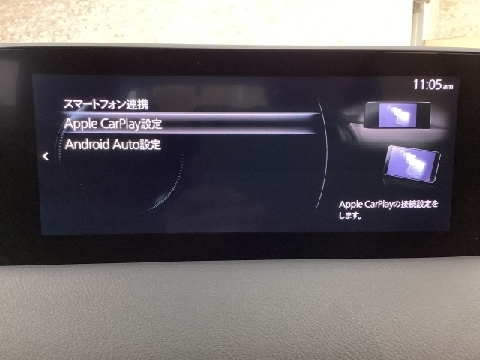 11:05am
スマートフォン連携
Apple CarPlay設定
Android Auto設定
Apple CarPlayの接続設定を
します。